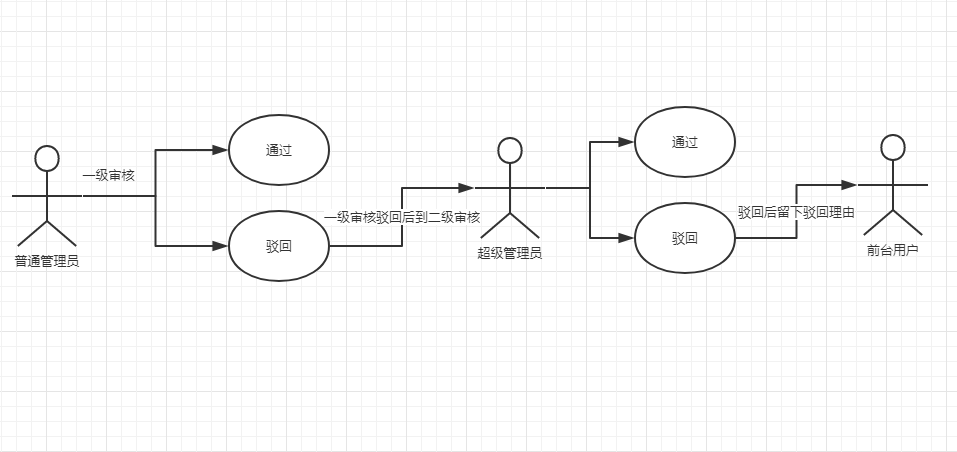 一级审核
通过
驳回
普通管理员
一级审核驳回后到二级审核
超级管理员
通过
驳回
驳回后留下驳回理由
前台用户